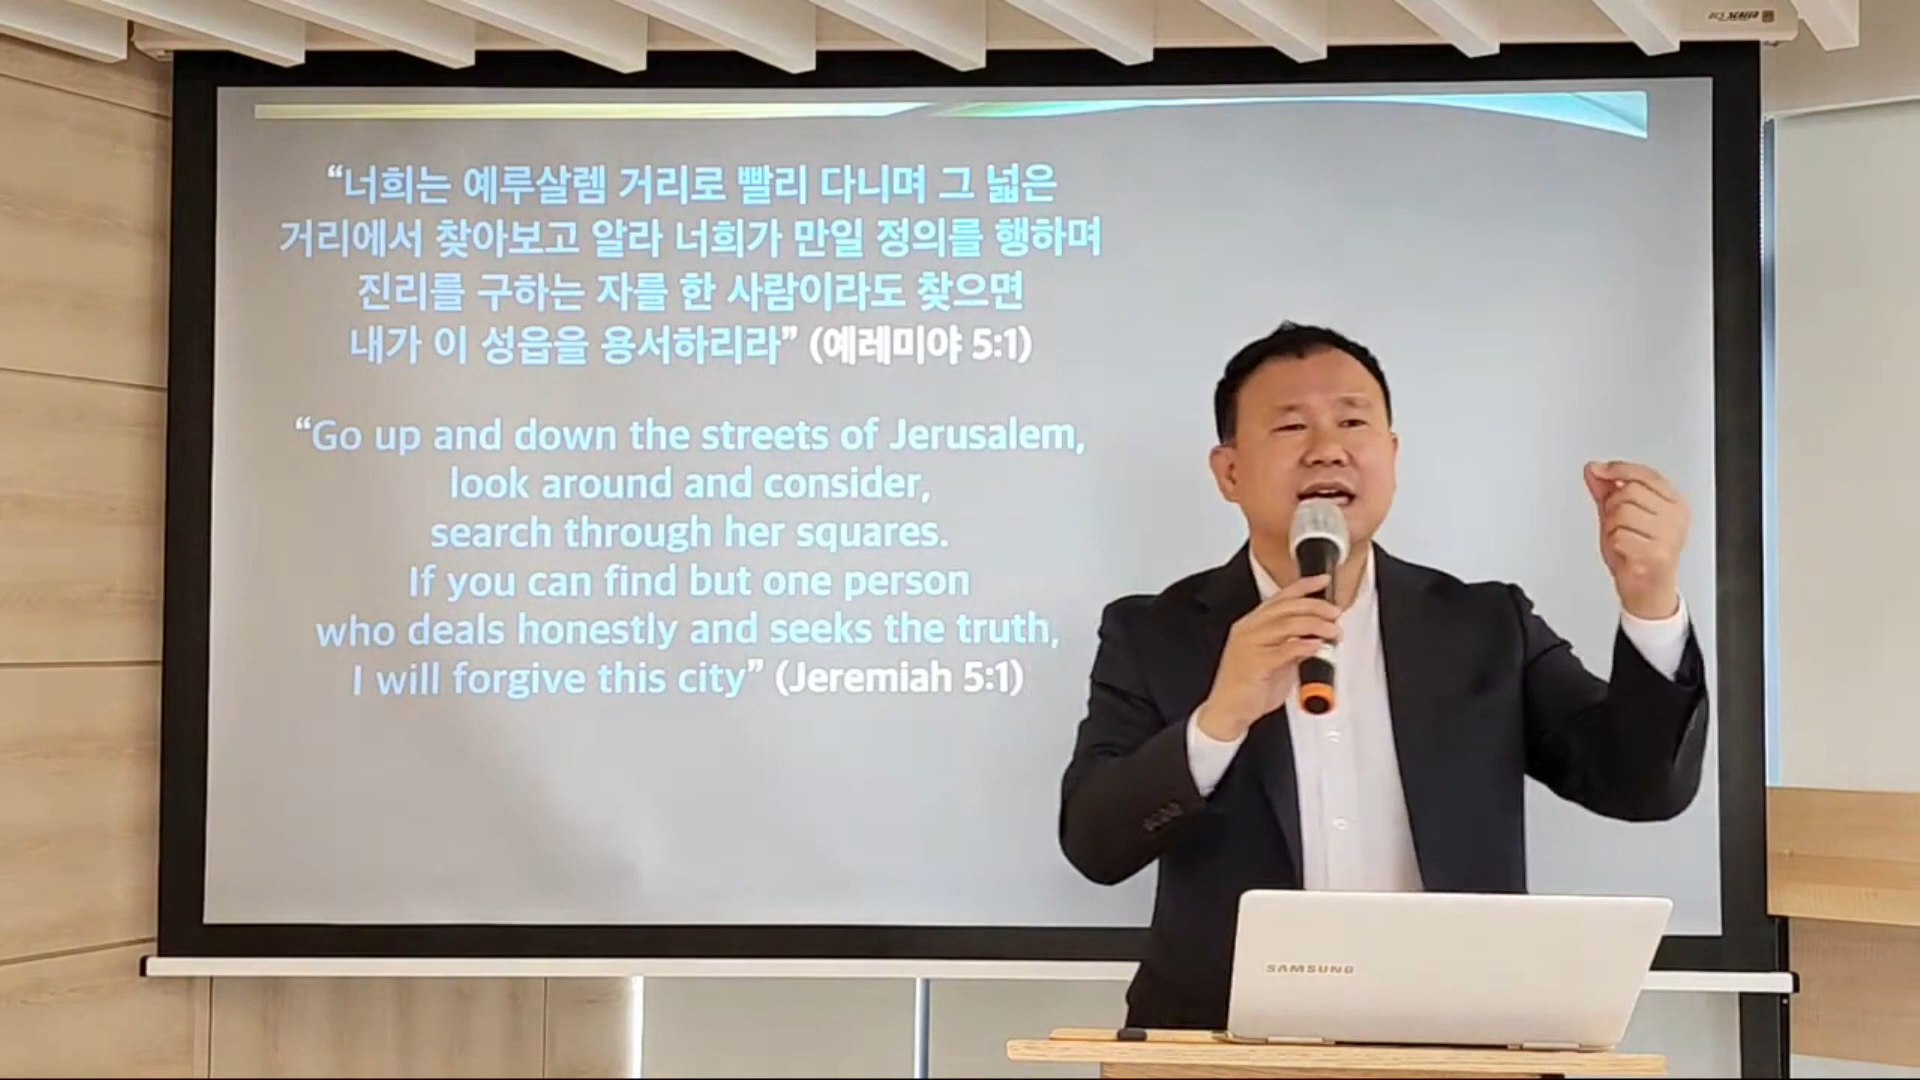 “너희는 예루살렘 거리로 빨리 다니며 그 넓은
거리에서 찾아보고 알라 너희가 만일 정의를 행하며
진리를 구하는 자를 한 사람이라도 찾으면
내가 이 성읍을 용서하리라” (예레미야 5:1)
“Go up and down the streets of Jerusalem,
look around and consider,
search through her squares.
If you can find but one person
who deals honestly and seeks the truth,
I will forgive this city” (Jeremiah 5:1)
SAMSUNG